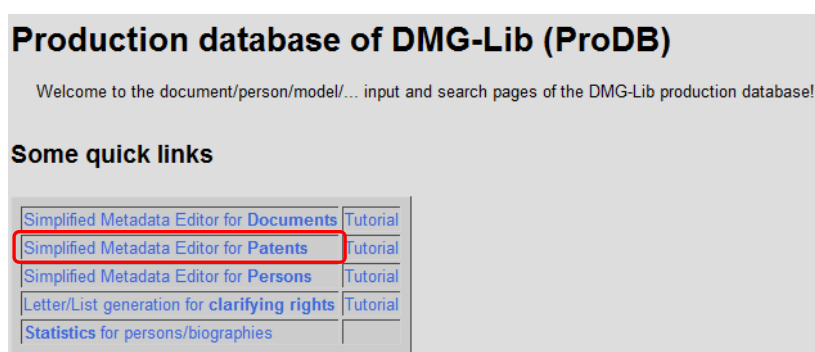 Production database of DMG-Lib (ProDB)
Welcome to the document/person/model/... input and search pages of the DMG-Lib production database!
Some quick links
Simplified Metadata Editor for Documents Tutorial
Simplified Metadata Editor for Patents Tutorial
Simplified Metadata Editor for Persons Tutorial
Letter/List generation for clarifying rights Tutorial
Statistics for persons/biographies